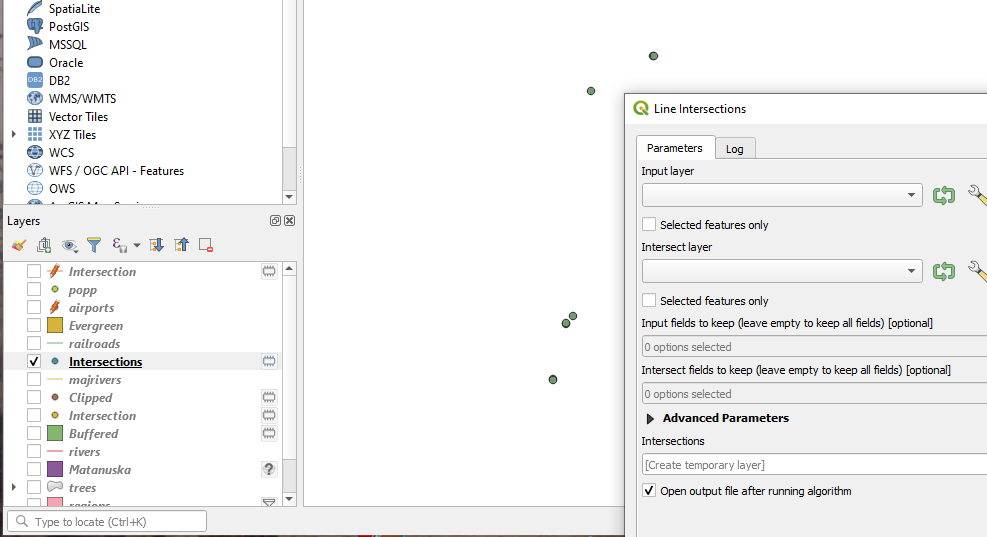 SpatiaLite
PostGIS
MSSQL
Oracle
DB2 DB2
WMS/WMTS
Vector Tiles
XYZ Tiles
WCS
WFS / OGC API - Features
OWS
Layers
Intersection
popp
airports
Evergreen
railroads
Intersections
majrivers
Clipped
Intersection
Buffered
rivers
Matanuska
?
trees
regions
Type to locate (Ctrl+K)
Line Intersections
Parameters
Log
Input layer
Selected features only
Intersect layer
Selected features only
Input fields to keep (leave empty to keep all fields) [optional]
0 options selected
Intersect fields to keep (leave empty to keep all fields) [optional]
0 options selected
Advanced Parameters
Intersections
[Create temporary layer]
Open output file after running algorithm